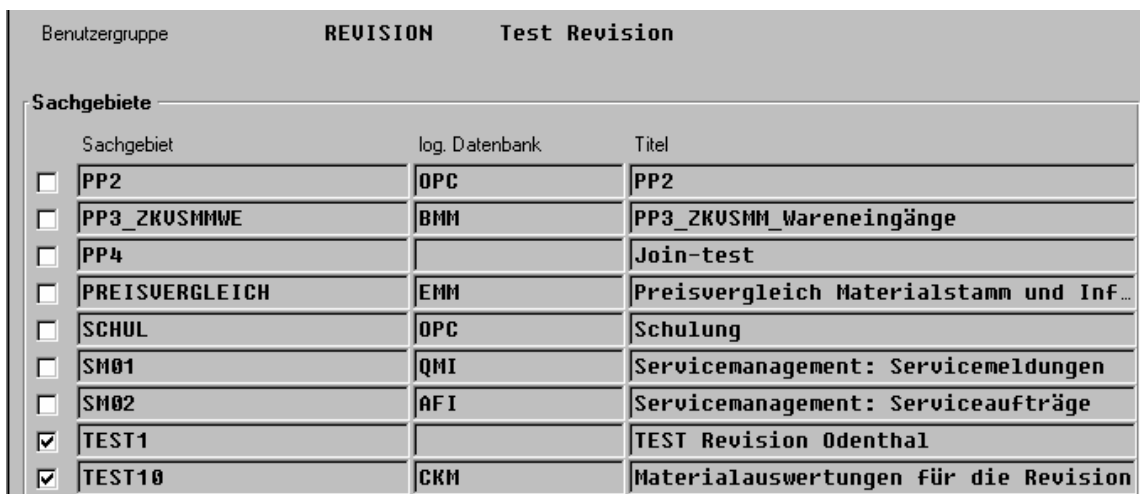 Benutzergruppe REVISION Test Revision
Sachgebiete
Sachgebiet log. Datenbank Titel
PP2 OPC PP2
PP3_ZKVSMMWE BMM PP3_ZKVSMM_Wareneingänge
PP4 Join-test
PREISVERGLEICH EMM Preisvergleich Materialstamm und Inf…
SCHUL OPC Schulung
SM01 QMI Servicemanagement: Servicemeldungen
SM02 AFI Servicemanagement: Serviceaufträge
TEST1 TEST Revision Odenthal
TEST10 CKM Materialauswertungen für die Revision